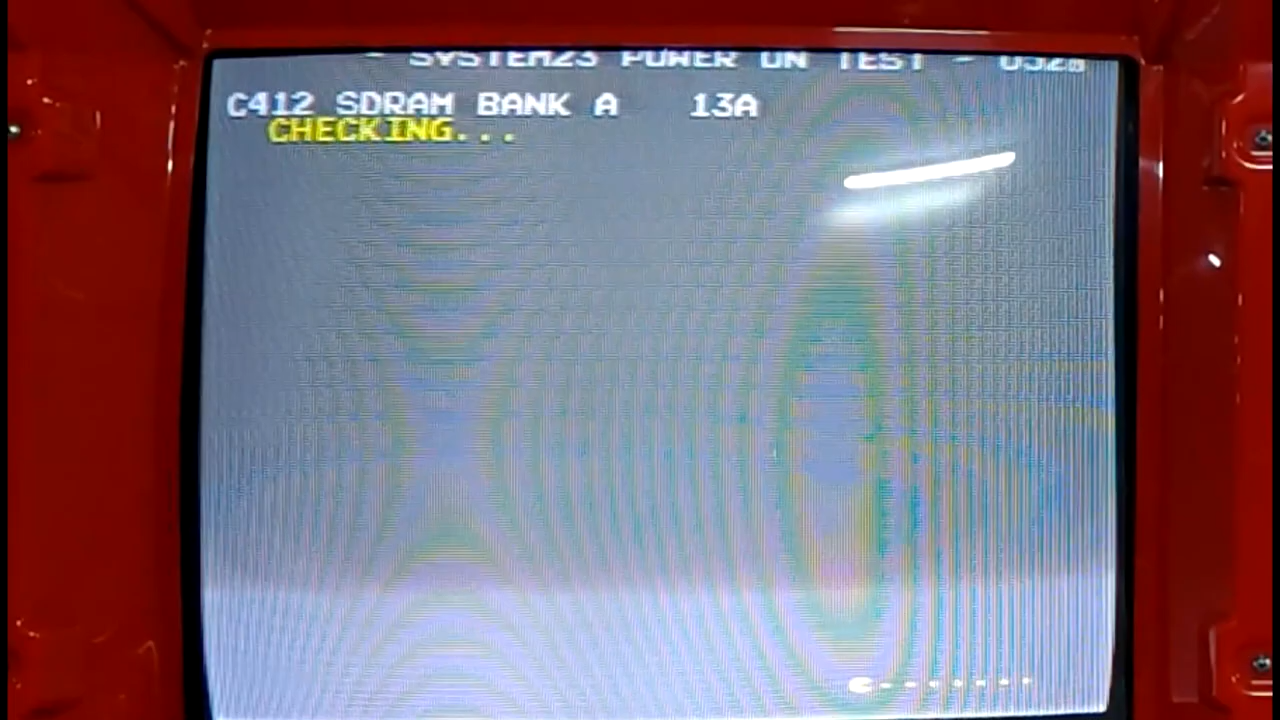 - SYSTEM23 POWER ON TEST -
C412 SDRAM BANK A 13A
CHECKING...